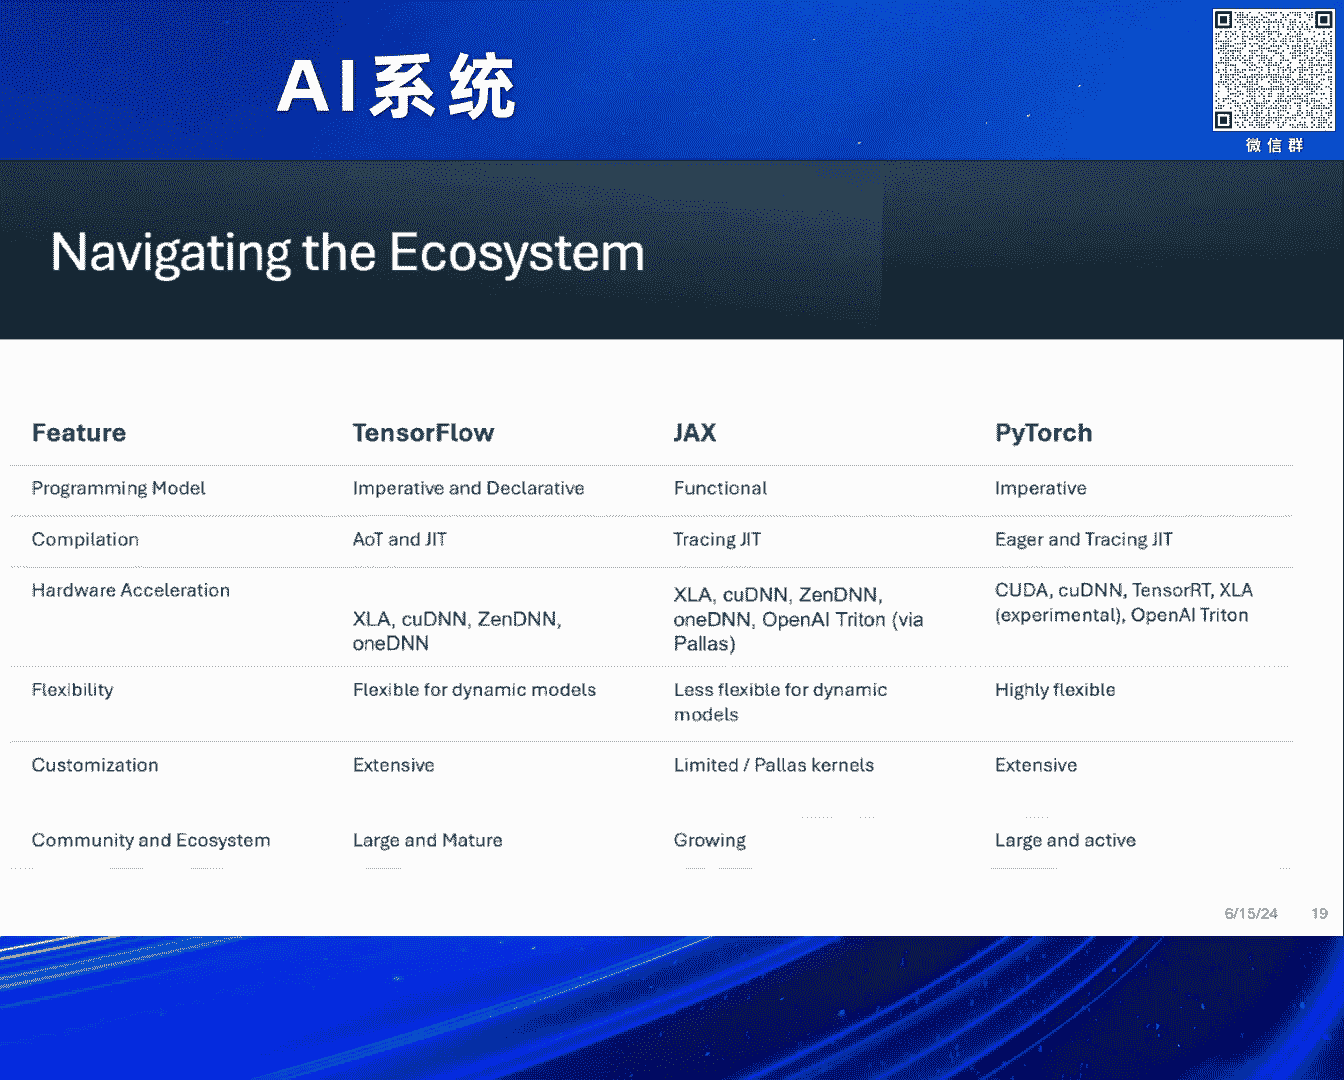 AI系统
微信群
Navigating the Ecosystem
Feature TensorFlow JAX PyTorch
Programming Model Imperative and Declarative Functional Imperative
Compilation AoT and JIT Tracing JIT Eager and Tracing JIT
Hardware Acceleration
XLA, cuDNN, ZenDNN,
oneDNN
XLA, cuDNN, ZenDNN,
oneDNN, OpenAI Triton (via
Pallas)
CUDA, cuDNN, TensorRT, XLA
(experimental), OpenAI Triton
Flexibility
Flexible for dynamic models
Less flexible for dynamic
models
Highly flexible
Customization Extensive Limited / Pallas kernels Extensive
Community and Ecosystem Large and Mature Growing Large and active
6/15/24 19